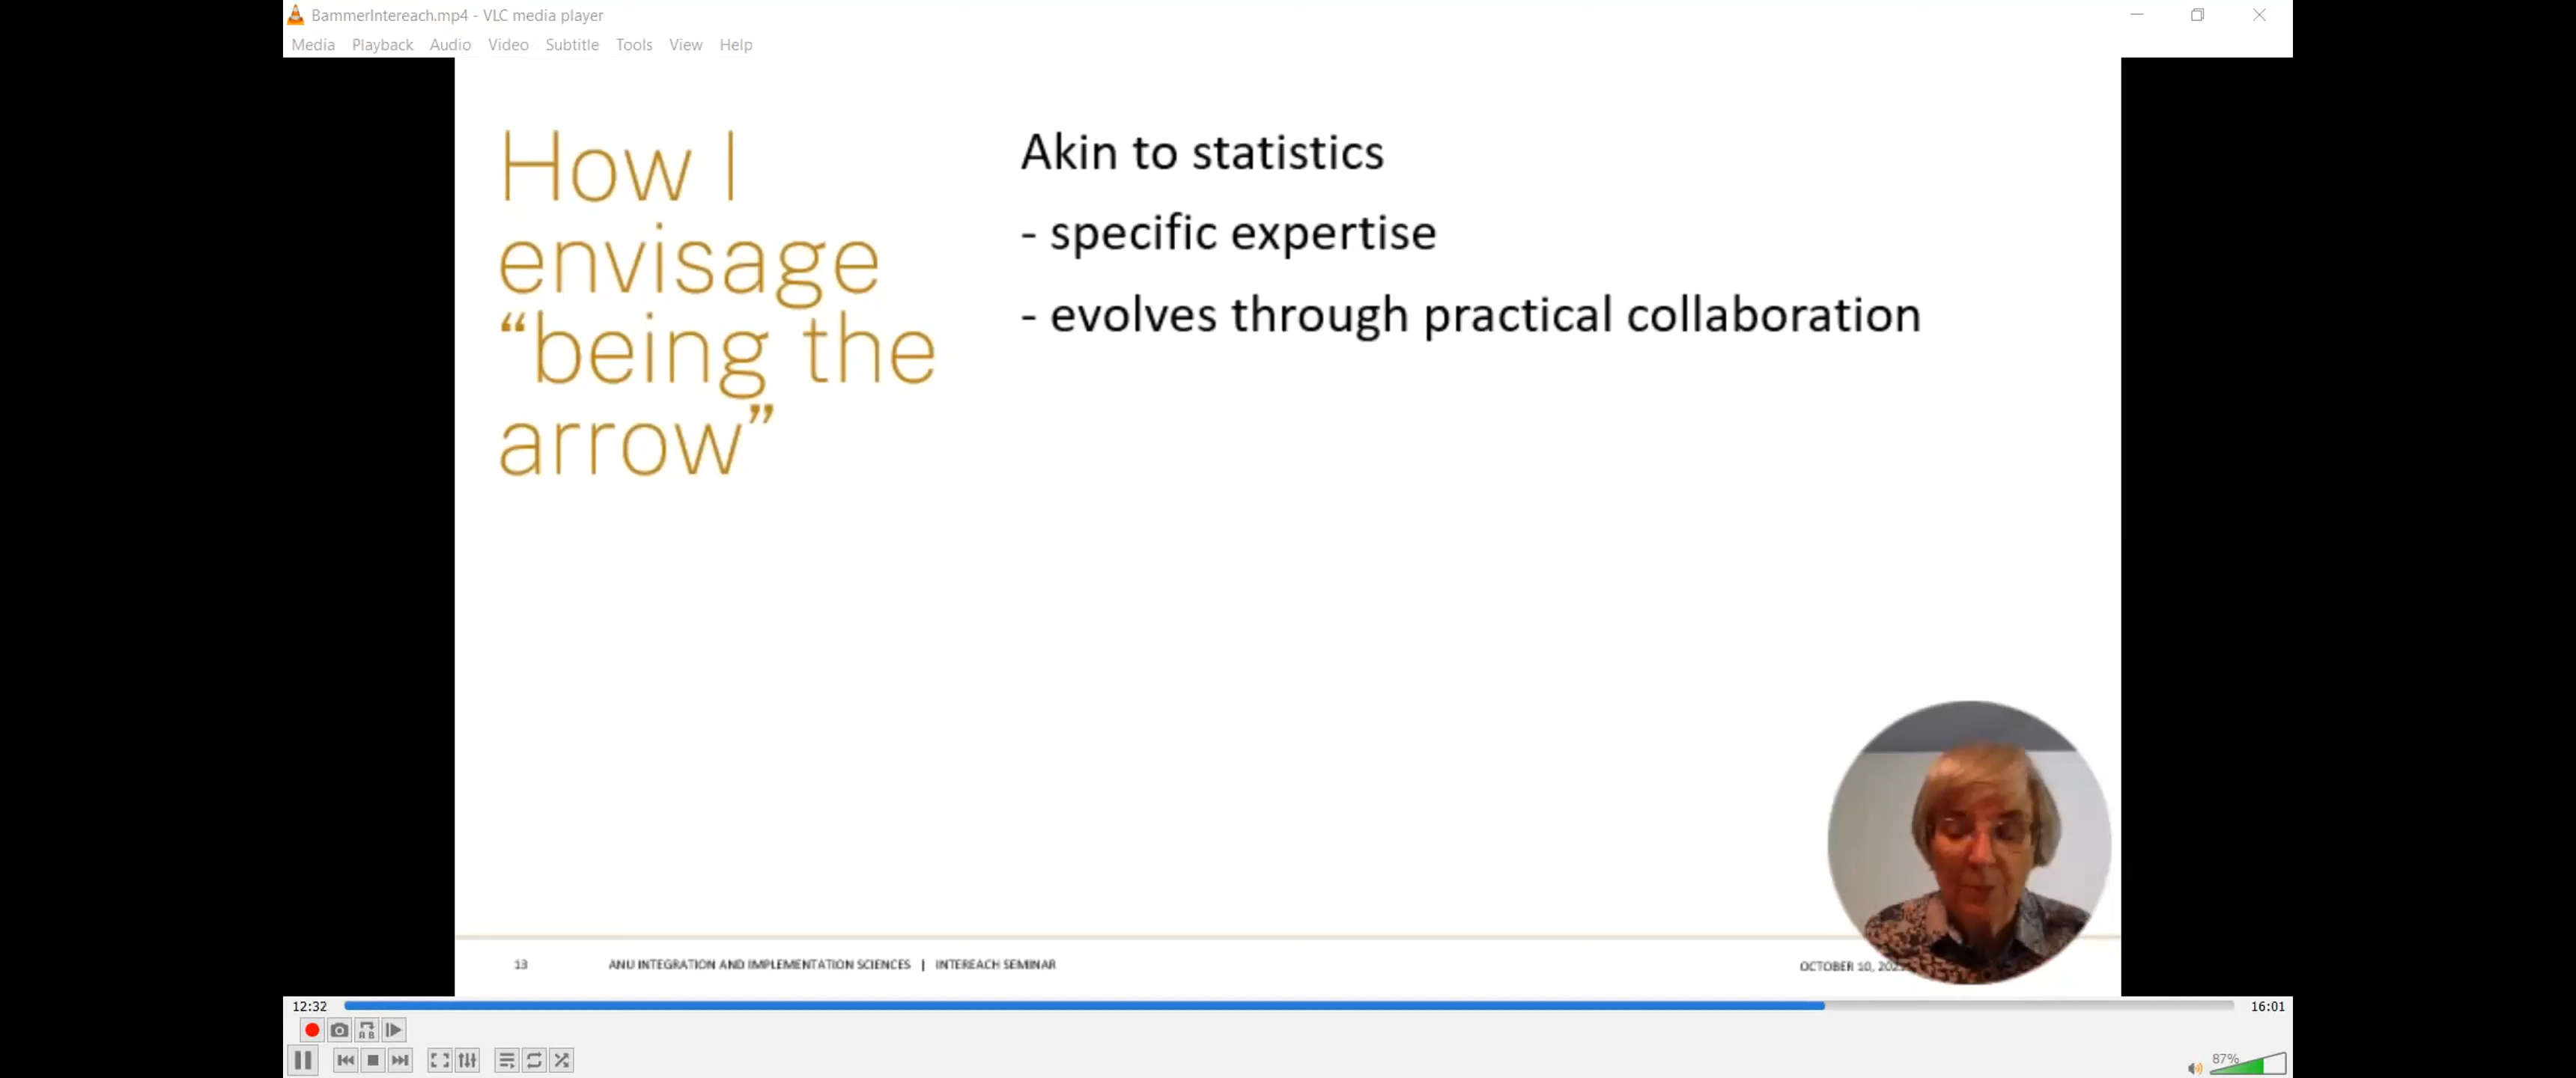 BammerIntereach.mp4 - VLC media player
Media Playback Audio Video Subtitle Tools View Help
How I
envisage
“being the
arrow”
Akin to statistics
- specific expertise
- evolves through practical collaboration
13 ANU INTEGRATION AND IMPLEMENTATION SCIENCES | INTEREACH SEMINAR OCTOBER 10,
12:32 16:01
87%